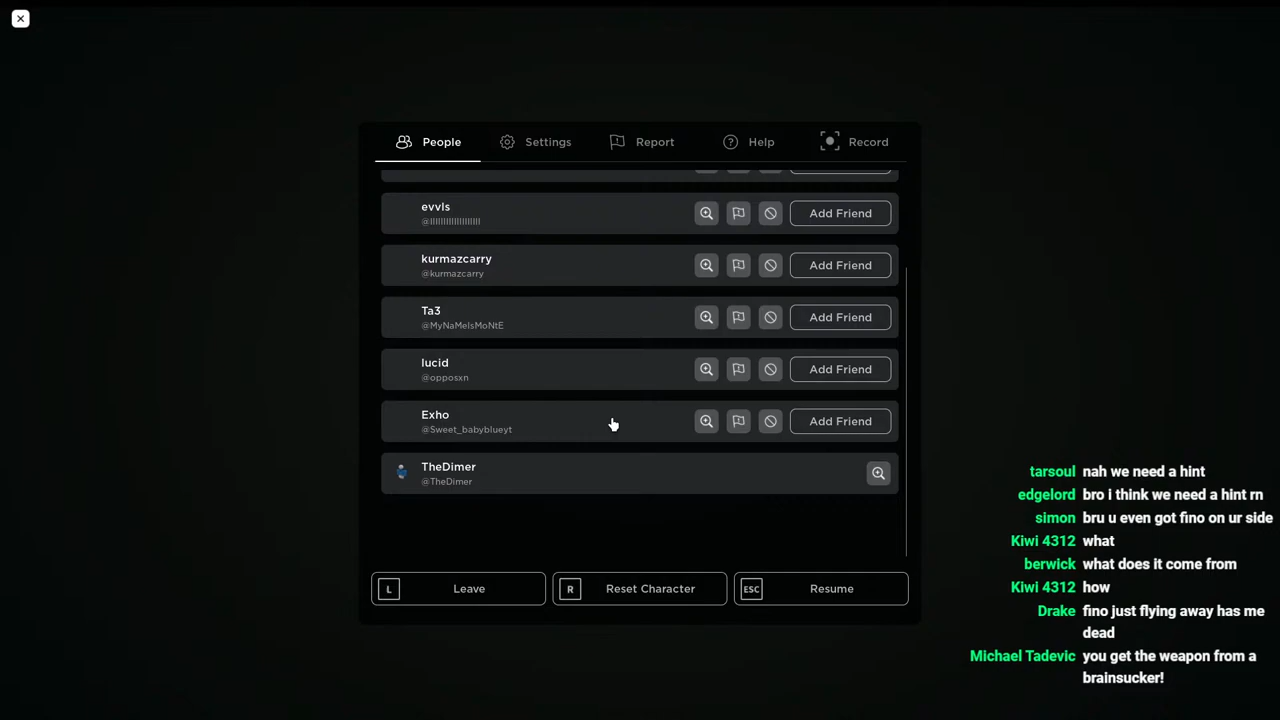 People
Settings
Report
Help
Record
evvls
Add Friend
kurmazcarry
@kurmazcarry
Add Friend
Ta3
@MyNaMeIsMoNtE
Add Friend
lucid
@opposxn
Add Friend
Exho
@Sweet_babyblueyt
Add Friend
TheDimer
@TheDimer
L Leave
R Reset Character
ESC Resume
tarsoul nah we need a hint
edgelord bro i think we need a hint rn
simon bru u even got fino on ur side
Kiwi 4312 what
berwick what does it come from
Kiwi 4312 how
Drake fino just flying away has me
dead
Michael Tadevic you get the weapon from a
brainsucker!